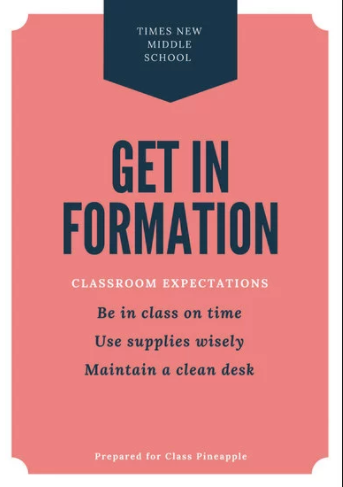 TIMES NEW
MIDDLE
SCHOOL
GET IN
FORMATION
CLASSROOM EXPECTATIONS
Be in class on time
Use supplies wisely
Maintain a clean desk
Prepared for Class Pineapple